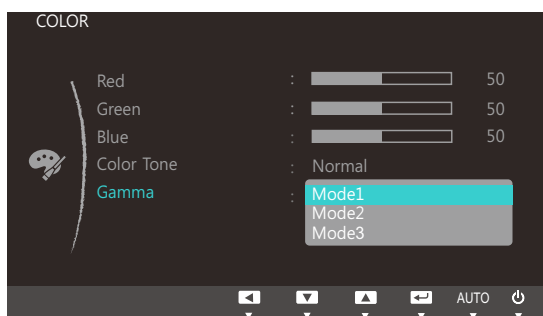 COLOR
Red : 50
Green : 50
Blue : 50
Color Tone : Normal
Gamma : Mode1
Mode2
Mode3
AUTO